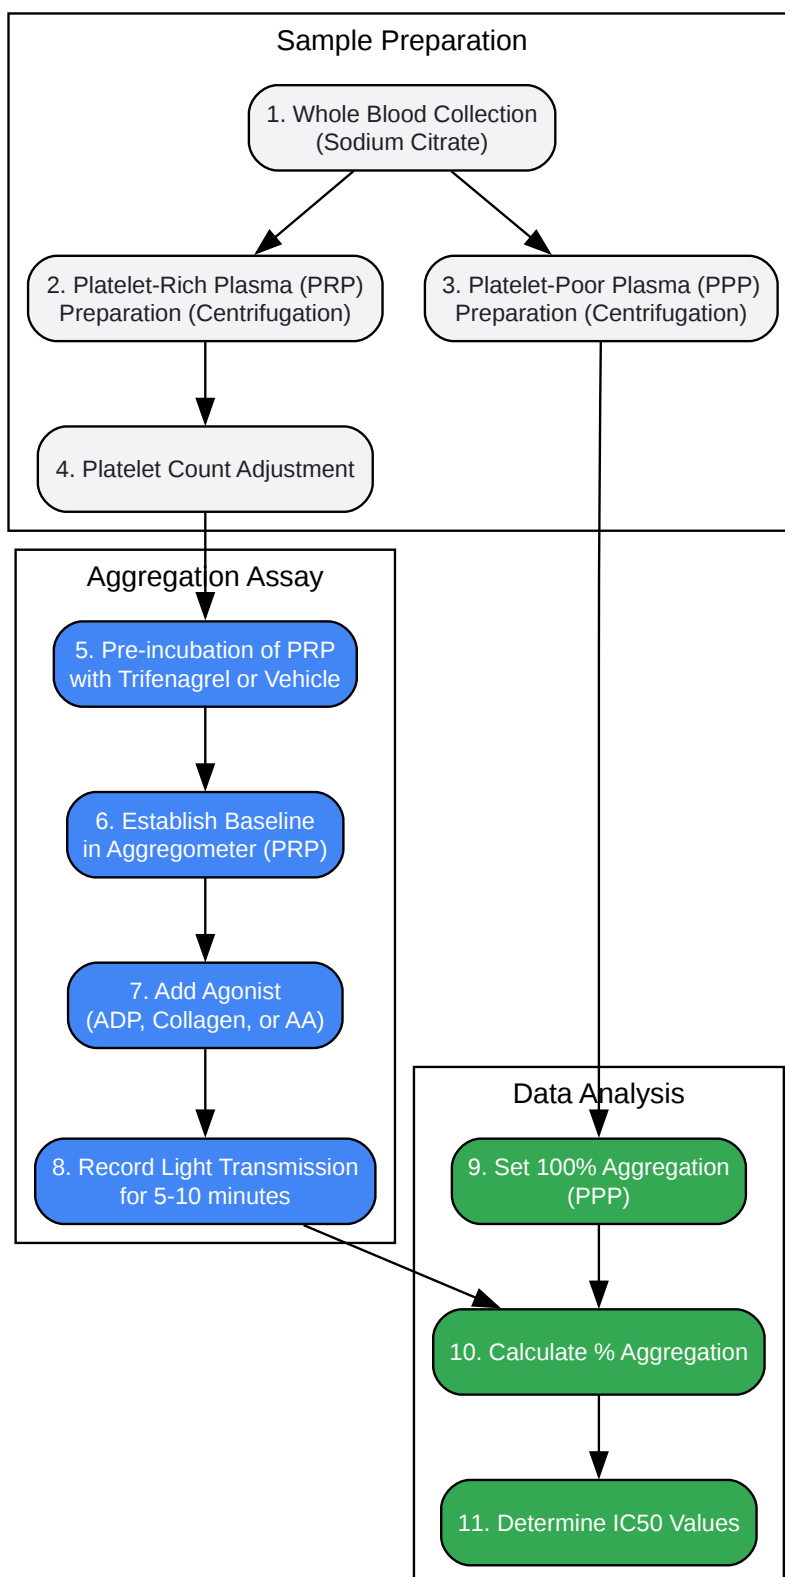 Sample Preparation
1. Whole Blood Collection
(Sodium Citrate)
2. Platelet-Rich Plasma (PRP)
Preparation (Centrifugation)
3. Platelet-Poor Plasma (PPP)
Preparation (Centrifugation)
4. Platelet Count Adjustment
Aggregation Assay
5. Pre-incubation of PRP
with Trifenagrel or Vehicle
6. Establish Baseline
in Aggregometer (PRP)
7. Add Agonist
(ADP, Collagen, or AA)
8. Record Light Transmission
for 5-10 minutes
Data Analysis
9. Set 100% Aggregation
(PPP)
10. Calculate % Aggregation
11. Determine IC50 Values